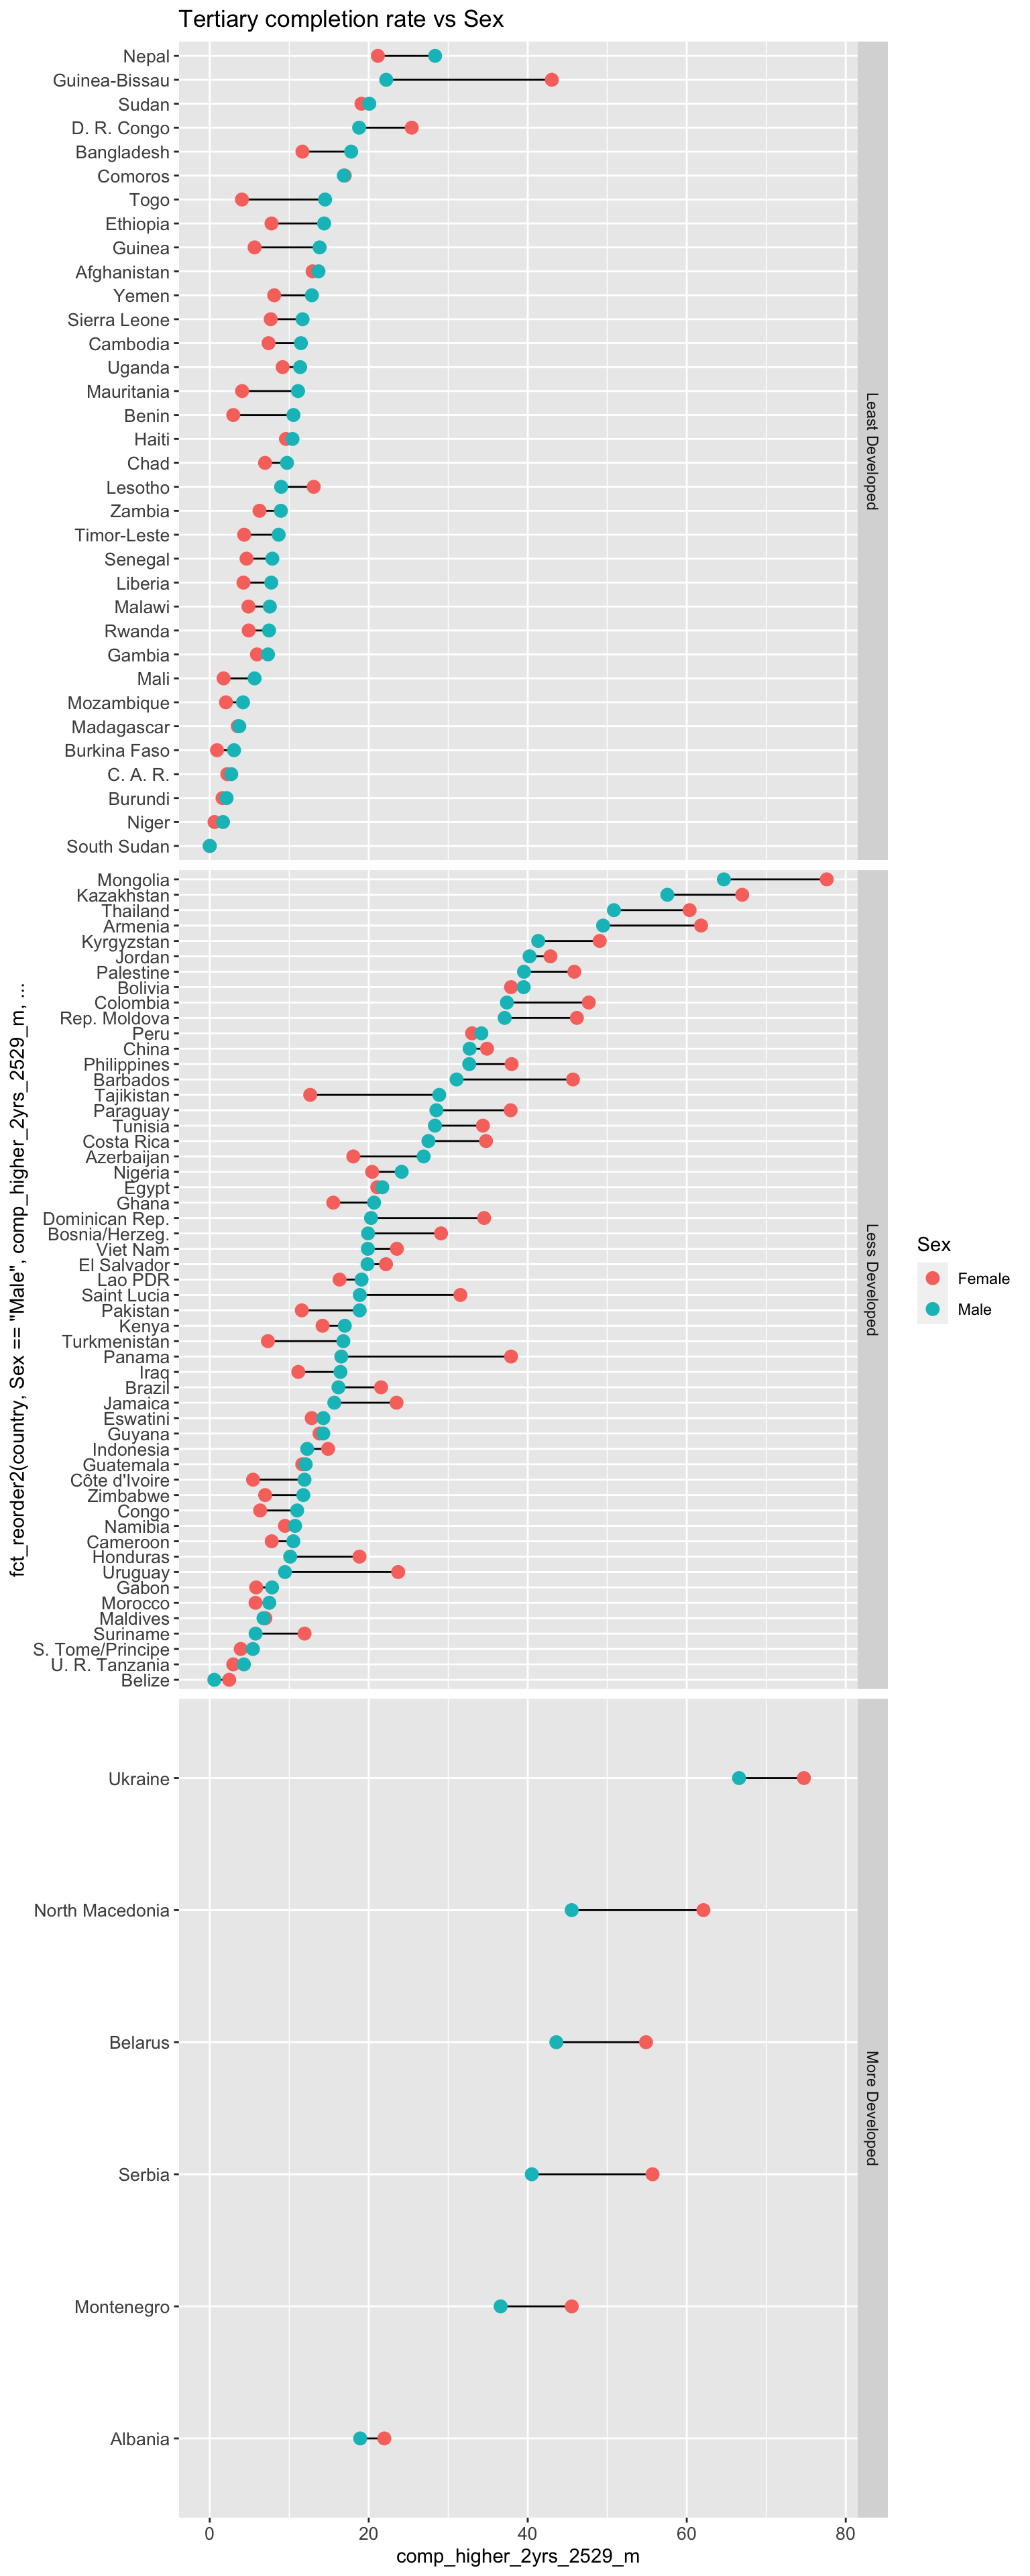 Tertiary completion rate vs Sex
Nepal
Guinea-Bissau
Sudan
D. R. Congo
Bangladesh
Comoros
Togo
Ethiopia
Guinea
Afghanistan
Yemen
Sierra Leone
Cambodia
Uganda
Mauritania
Benin
Haiti
Chad
Lesotho
Zambia
Timor-Leste
Senegal
Liberia
Malawi
Rwanda
Gambia
Mali
Mozambique
Madagascar
Burkina Faso
C. A. R.
Burundi
Niger
South Sudan
Least Developed
Mongolia
Kazakhstan
Thailand
Armenia
Kyrgyzstan
Jordan
Palestine
Bolivia
Colombia
Rep. Moldova
Peru
China
Philippines
Barbados
Tajikistan
Paraguay
Tunisia
Costa Rica
Azerbaijan
Nigeria
Egypt
Ghana
Dominican Rep.
Bosnia/Herzeg.
Viet Nam
El Salvador
Lao PDR
Saint Lucia
Pakistan
Kenya
Turkmenistan
Panama
Iraq
Brazil
Jamaica
Eswatini
Guyana
Indonesia
Guatemala
Côte d'Ivoire
Zimbabwe
Congo
Namibia
Cameroon
Honduras
Uruguay
Gabon
Morocco
Maldives
Suriname
S. Tome/Principe
U. R. Tanzania
Belize
Less Developed
Ukraine
North Macedonia
Belarus
Serbia
Montenegro
Albania
More Developed
0 20 40 60 80
comp_higher_2yrs_2529_m
fct_reorder2(country, Sex == "Male", comp_higher_2yrs_2529_m, ...
Sex
Female
Male